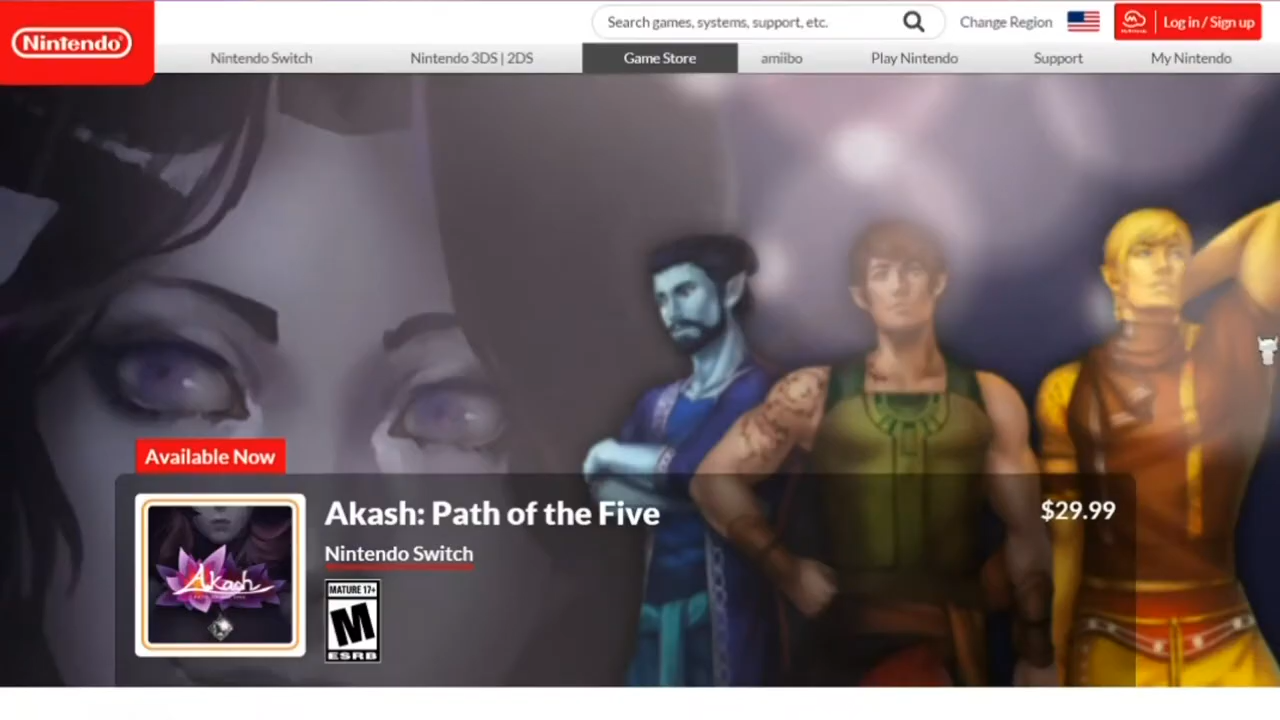 Nintendo
Search games, systems, support, etc.
Change Region
Log in / Sign up
Nintendo Switch
Nintendo 3DS | 2DS
Game Store
amiibo
Play Nintendo
Support
My Nintendo
Available Now
Akash
Akash: Path of the Five
$29.99
Nintendo Switch
MATURE 17+
M
ESRB